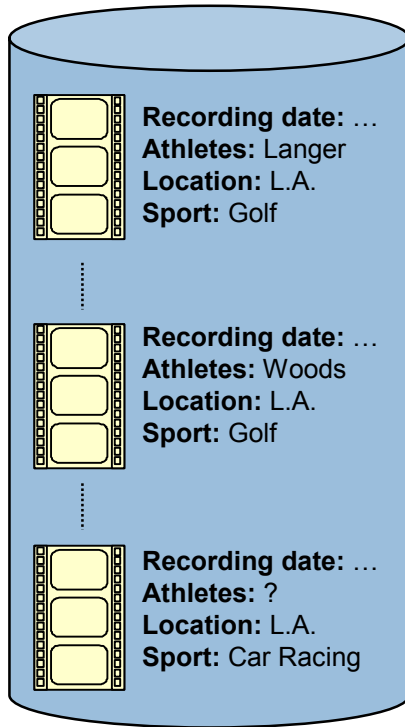 Recording date: …
Athletes: Langer
Location: L.A.
Sport: Golf
Recording date: …
Athletes: Woods
Location: L.A.
Sport: Golf
Recording date: …
Athletes: ?
Location: L.A.
Sport: Car Racing